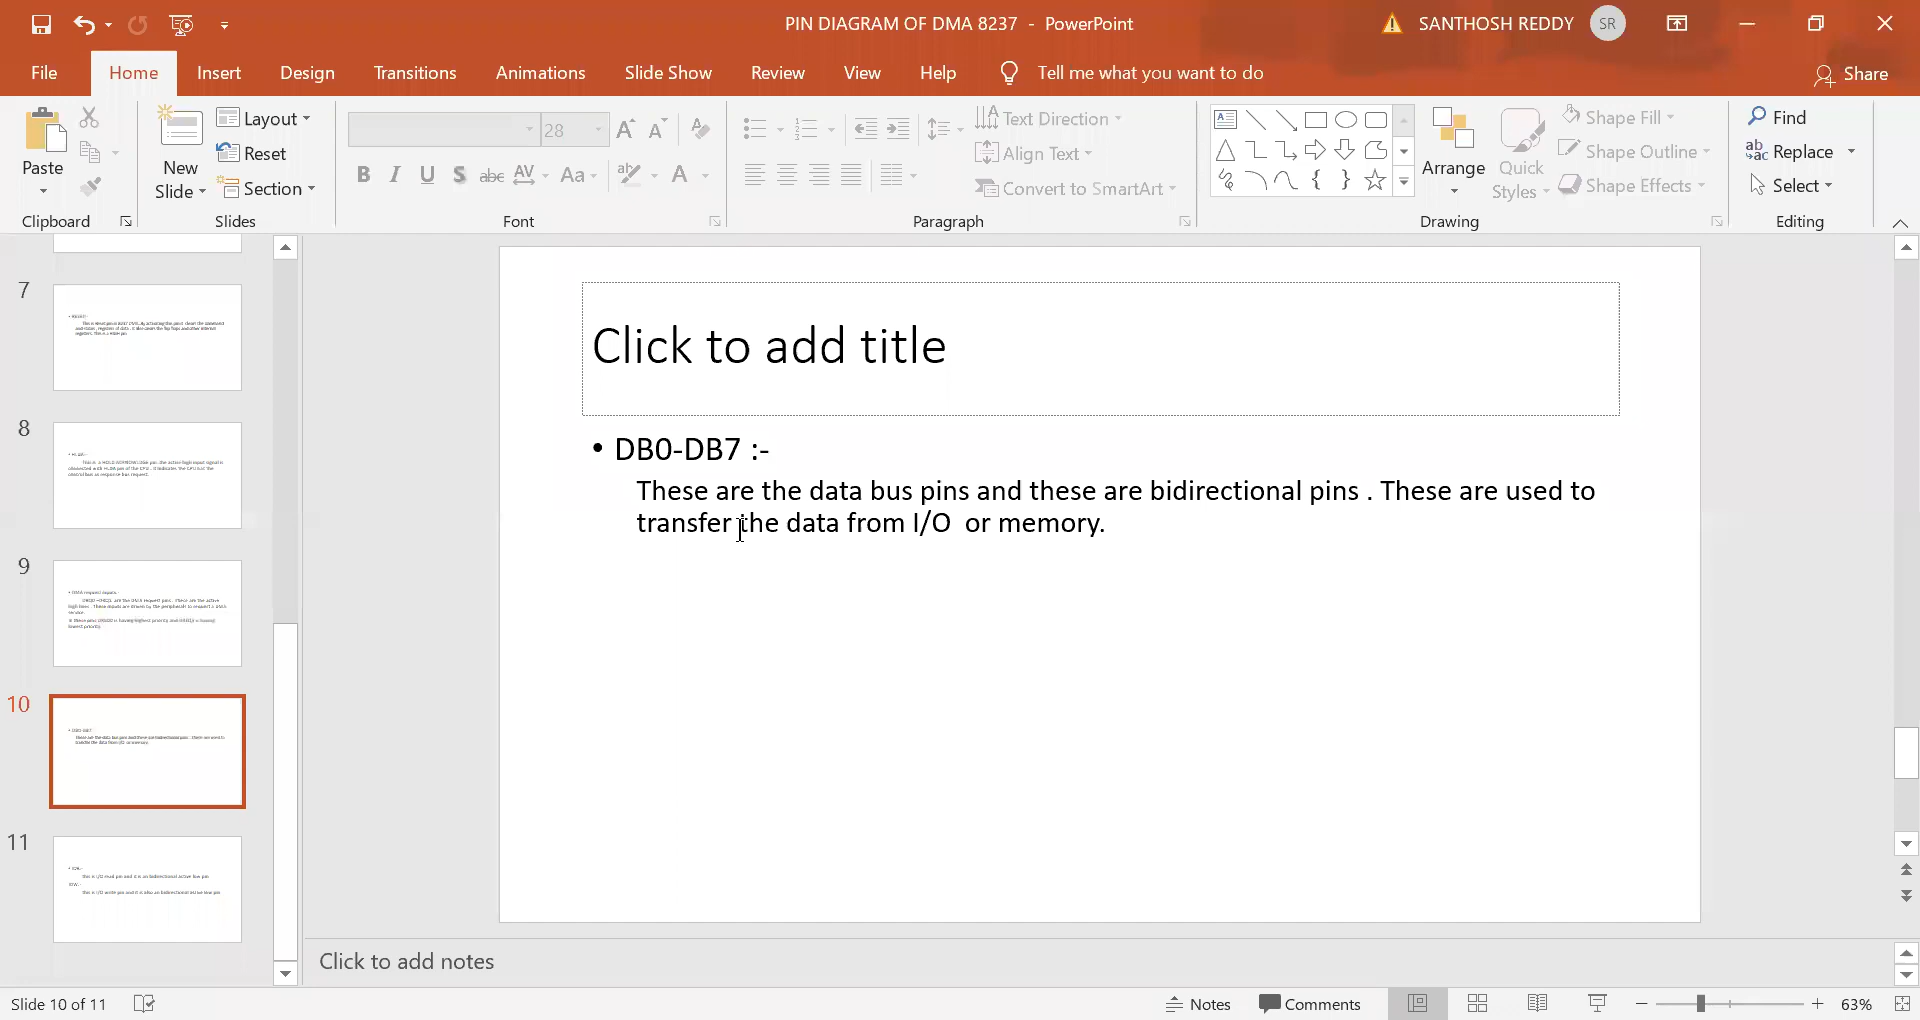 PIN DIAGRAM OF DMA 8237 - PowerPoint
SANTHOSH REDDY
SR
File
Home
Insert
Design
Transitions
Animations
Slide Show
Review
View
Help
Tell me what you want to do
Share
Paste
Clipboard
New
Slide
Layout
Reset
Section
Slides
28
Aa
B I U S abc AV Aa A
Font
Text Direction
Align Text
Convert to SmartArt
Paragraph
Arrange
Quick
Styles
Shape Fill
Shape Outline
Shape Effects
Drawing
Find
Replace
Select
Editing
7
8
9
10
11
Click to add title
• DB0-DB7 :-
These are the data bus pins and these are bidirectional pins . These are used to
transfer the data from I/O or memory.
Click to add notes
Slide 10 of 11
Notes
Comments
63%